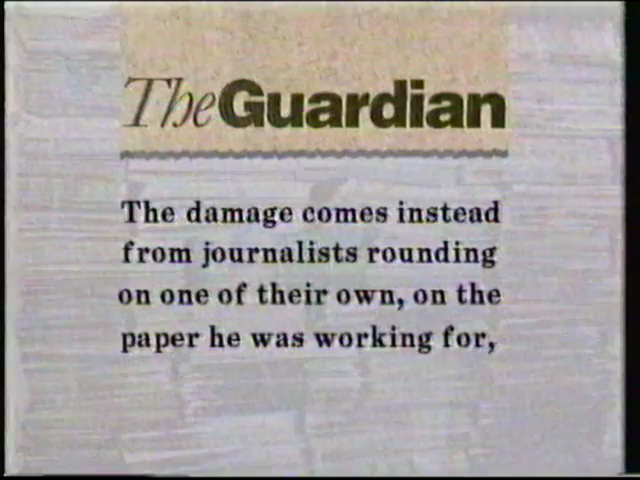 The Guardian
The damage comes instead
from journalists rounding
on one of their own, on the
paper he was working for,